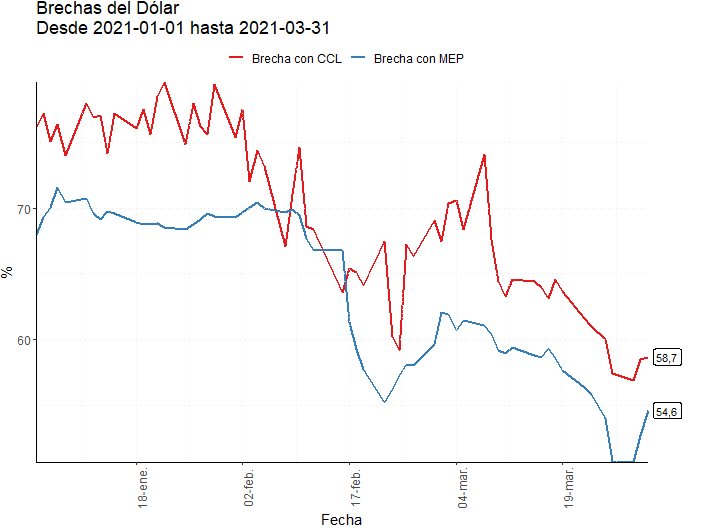 Brechas del Dólar
Desde 2021-01-01 hasta 2021-03-31
Brecha con CCL Brecha con MEP
%
70
60
58,7
54,6
18-ene.
02-feb.
17-feb.
04-mar.
19-mar.
Fecha